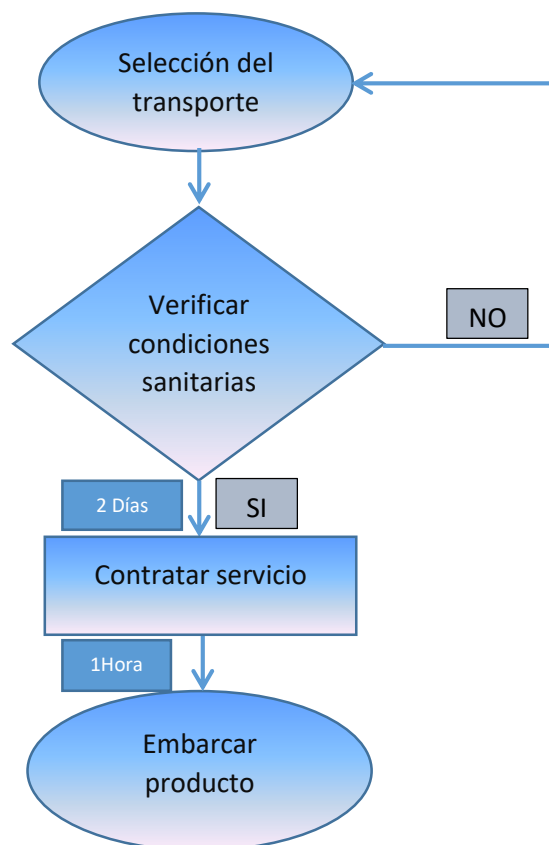 Selección del
transporte
Verificar
condiciones
sanitarias
NO
2 Días
SI
Contratar servicio
1Hora
Embarcar
producto